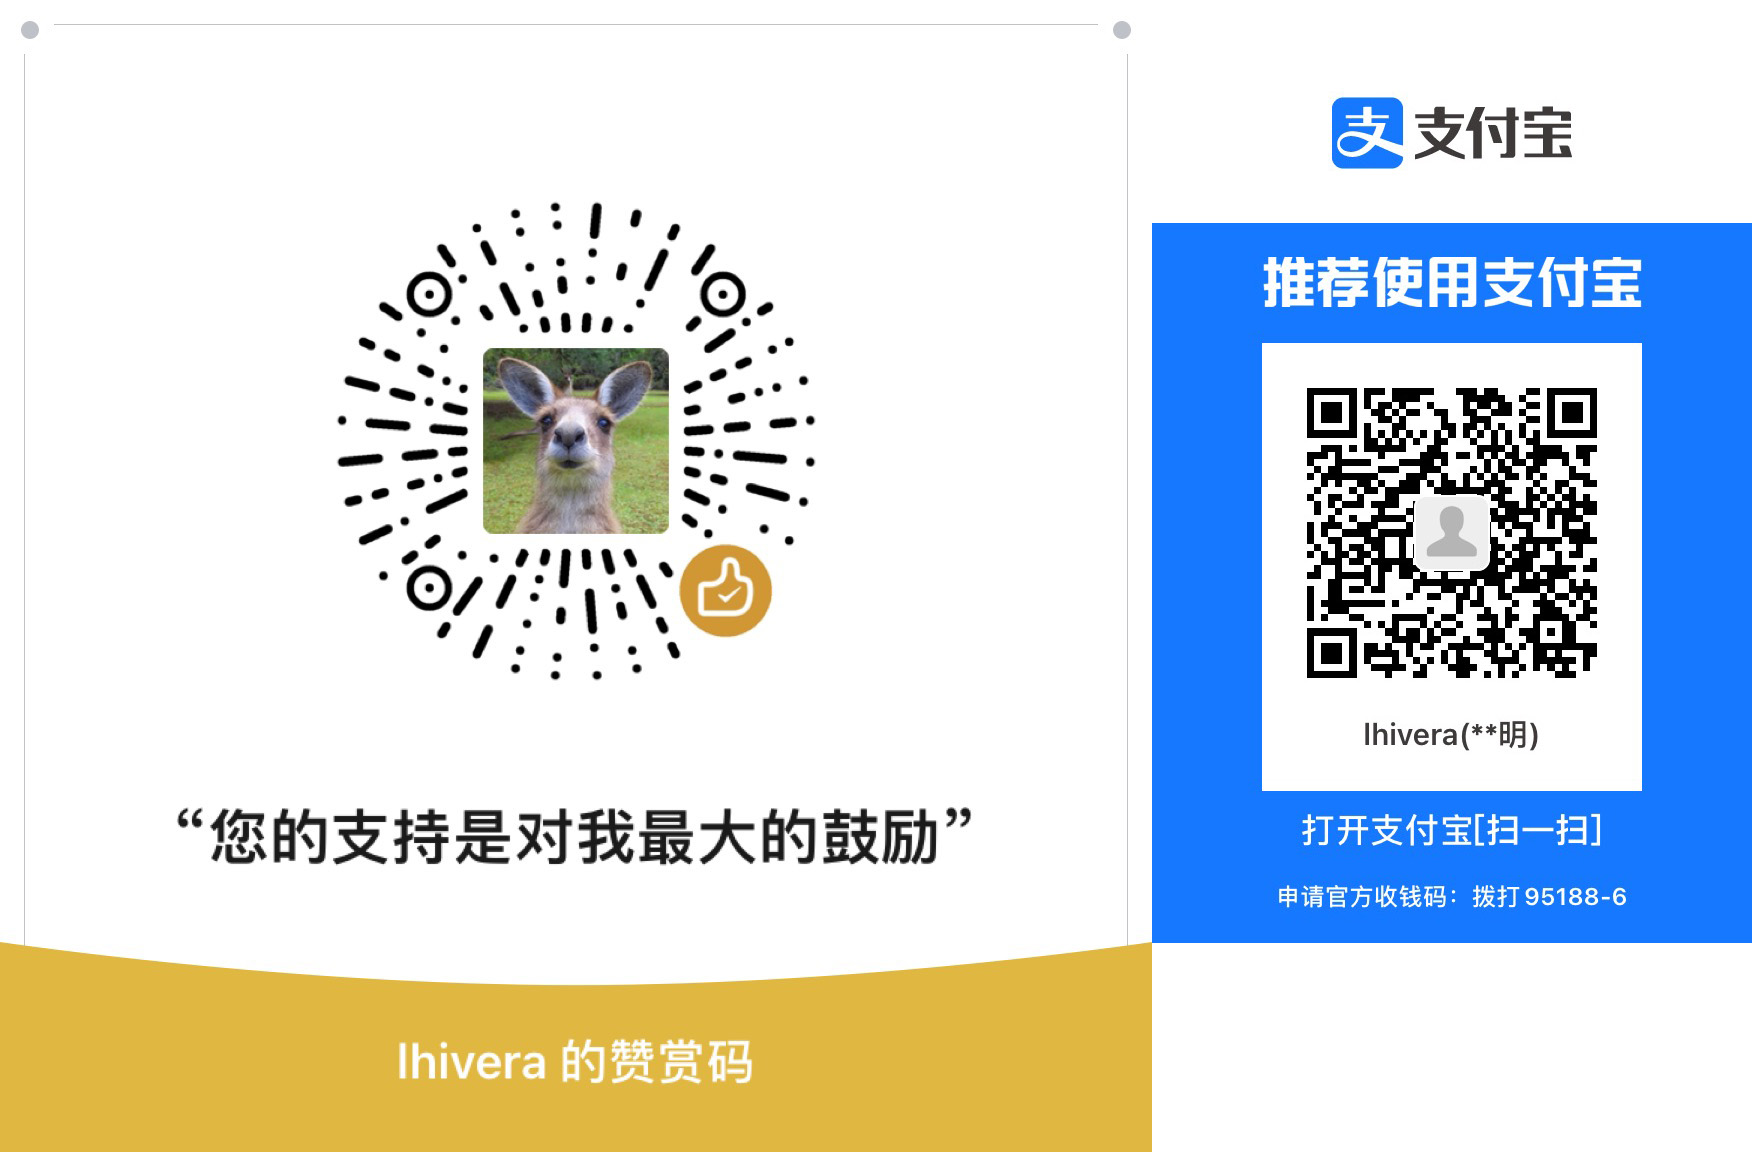 “您的支持是对我最大的鼓励”
lhivera 的赞赏码
支 支付宝
推荐使用支付宝
lhivera(**明)
打开支付宝[扫一扫]
申请官方收钱码：拨打 95188-6